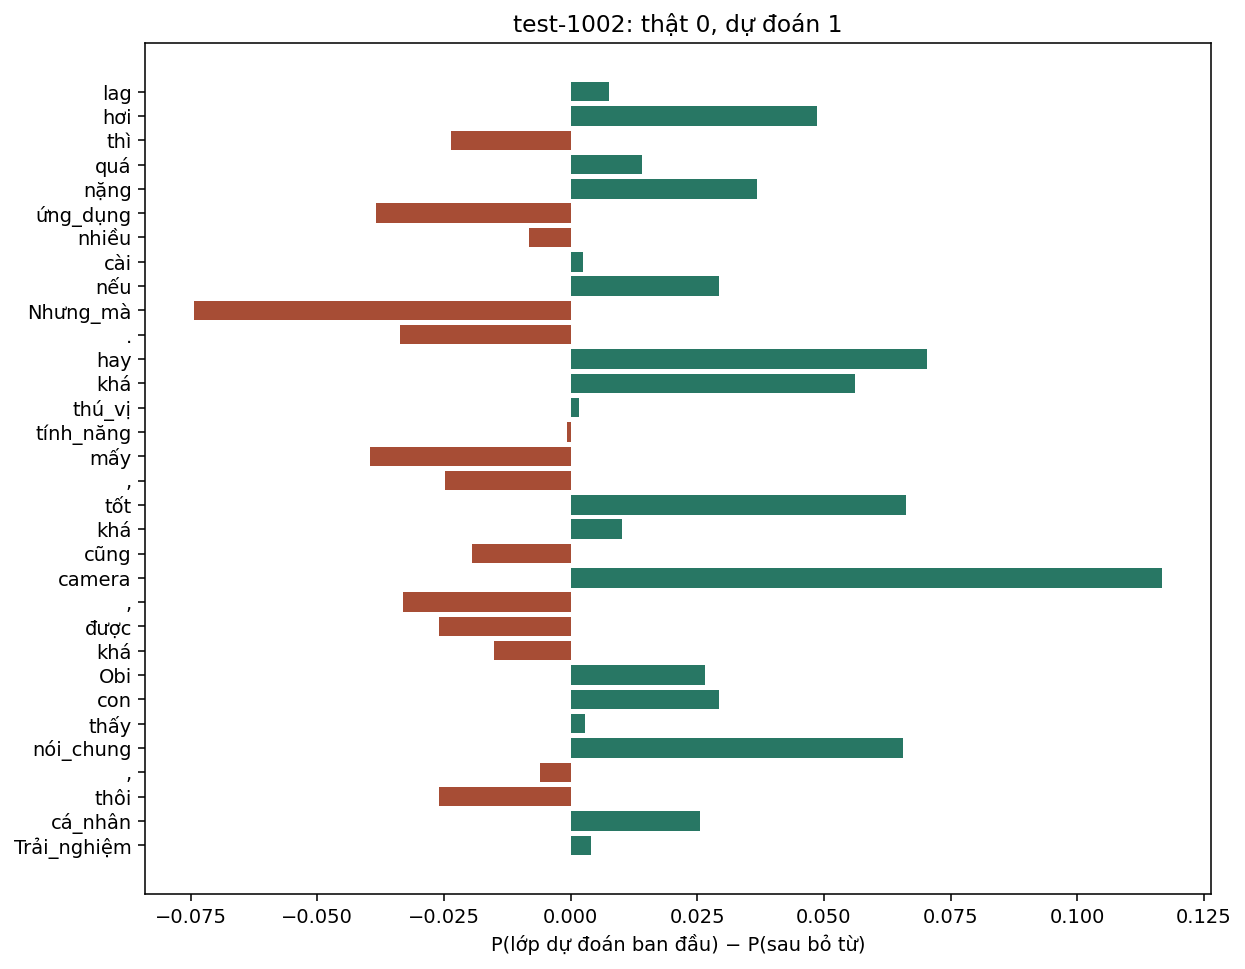 test-1002: thật 0, dự đoán 1
lag
hơi
thì
quá
nặng
ứng_dụng
nhiều
cài
nếu
Nhưng_mà
.
hay
khá
thú_vị
tính_năng
mấy
,
tốt
khá
cũng
camera
,
được
khá
Obi
con
thấy
nói_chung
,
thôi
cá_nhân
Trải_nghiệm
−0.075 −0.050 −0.025 0.000 0.025 0.050 0.075 0.100 0.125
P(lớp dự đoán ban đầu) − P(sau bỏ từ)